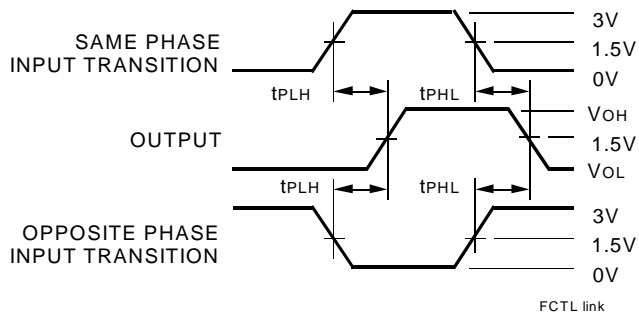 3V
SAME PHASE
INPUT TRANSITION
1.5V
0V
tPLH
tPHL
VOH
OUTPUT
1.5V
VOL
tPLH
tPHL
3V
OPPOSITE PHASE
INPUT TRANSITION
1.5V
0V
FCTL link